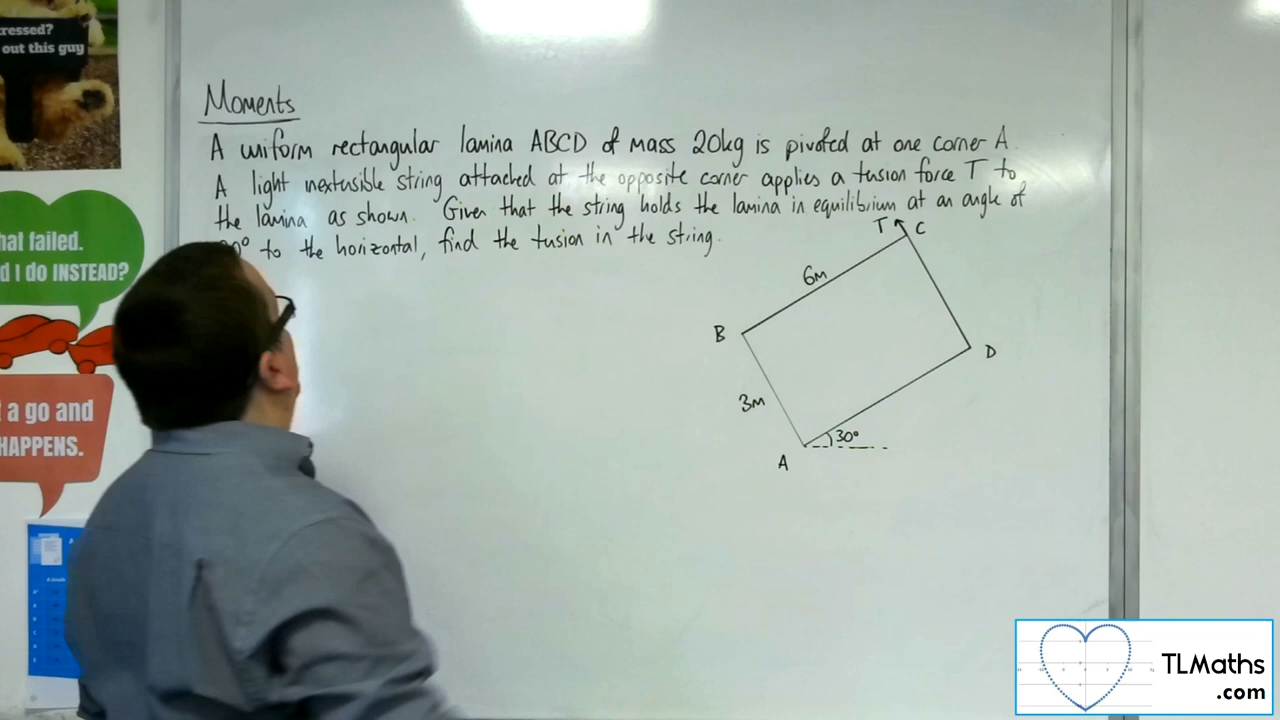 ressed?
out this guy
Moments
A uniform rectangular lamina ABCD of mass 20kg is pivoted at one corner A.
A light inextensible string attached at the opposite corner applies a tension force T to
the lamina as shown. Given that the string holds the lamina in equilibrium at an angle of
30° to the horizontal, find the tension in the string.
T C
6m
B
D
3m
30°
A
hat failed.
d I do INSTEAD?
t a go and
HAPPENS.
TLMaths
.com